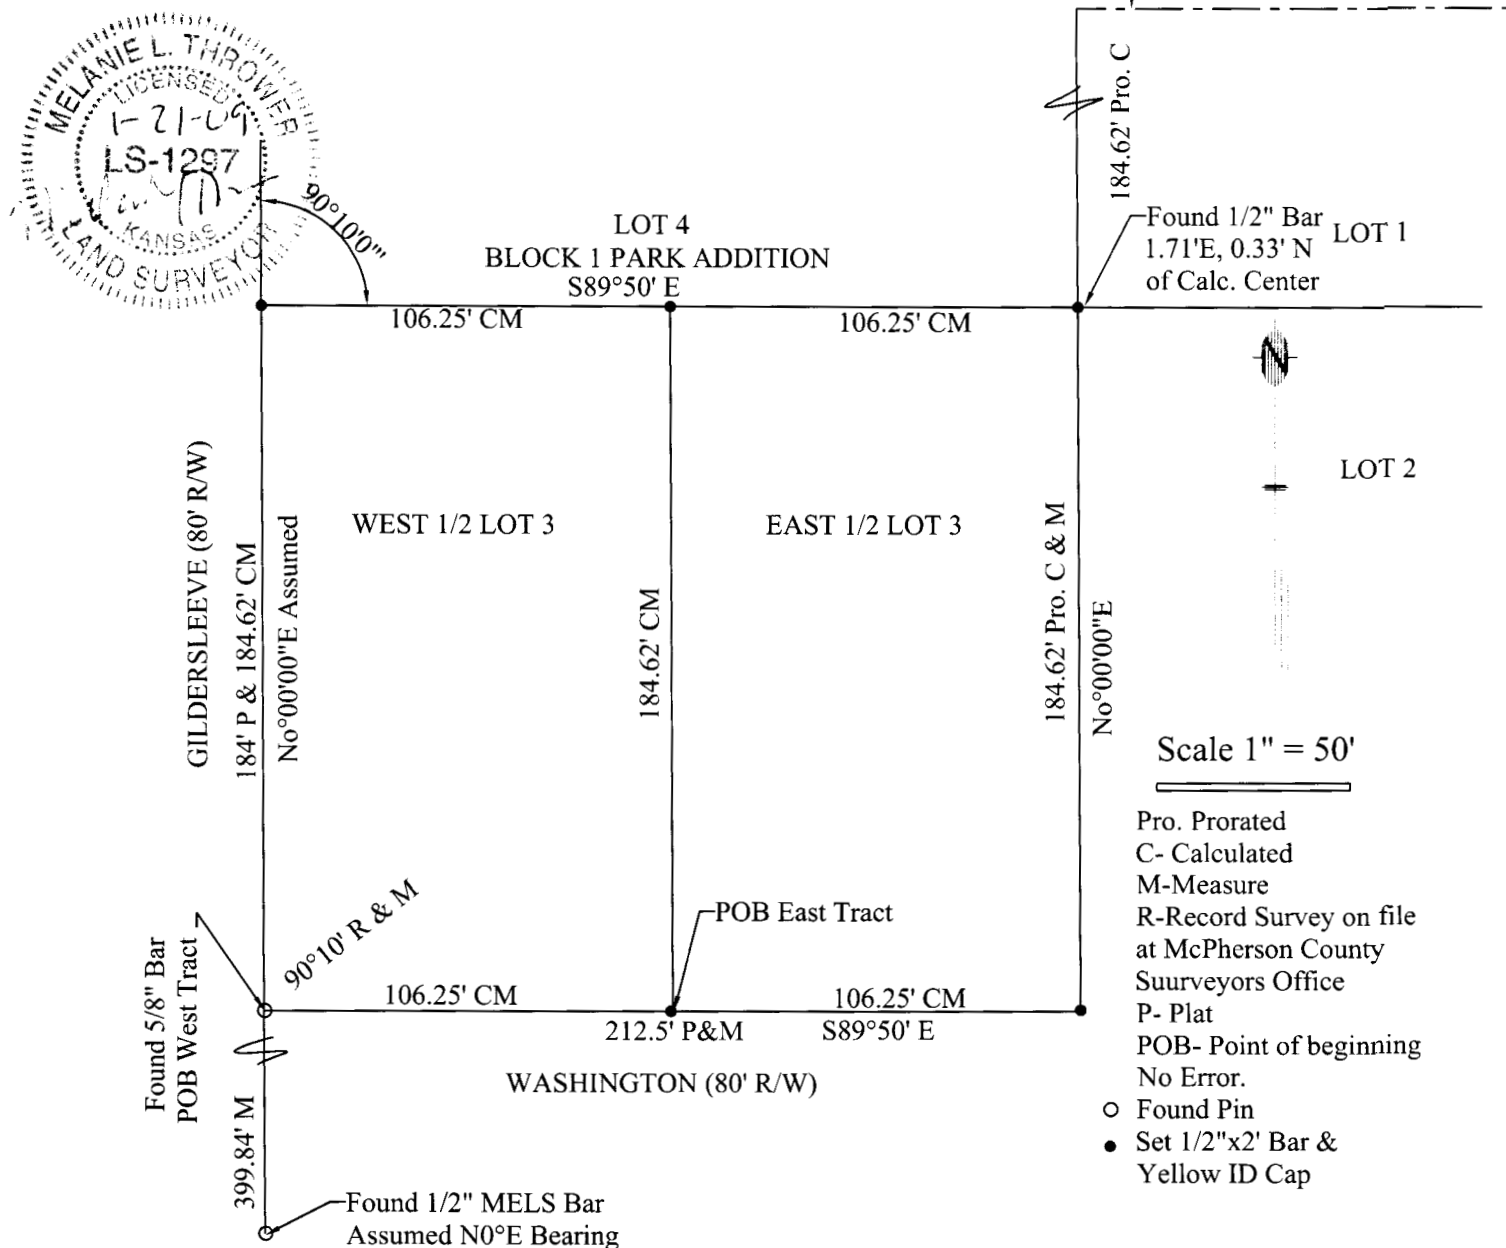 MELANIE L. THROWER
LICENSED
1-21-09
LS-1297
KANSAS
LAND SURVEYOR
90°10'0"
LOT 4
BLOCK 1 PARK ADDITION
S89°50' E
106.25' CM
106.25' CM
184.62' Pro. C
Found 1/2" Bar
1.71'E, 0.33' N
of Calc. Center
LOT 1
N
LOT 2
GILDERSLEEVE (80' R/W)
184' P & 184.62' CM
No°00'00"E Assumed
WEST 1/2 LOT 3
184.62' CM
EAST 1/2 LOT 3
184.62' Pro. C & M
No°00'00"E
Scale 1" = 50'
Pro. Prorated
C- Calculated
M-Measure
R-Record Survey on file
at McPherson County
Suurveyors Office
P- Plat
POB- Point of beginning
No Error.
Found Pin
Set 1/2"x2' Bar &
Yellow ID Cap
90°10' R & M
POB East Tract
Found 5/8" Bar
POB West Tract
106.25' CM
106.25' CM
212.5' P&M
S89°50' E
WASHINGTON (80' R/W)
399.84' M
Found 1/2" MELS Bar
Assumed N0°E Bearing